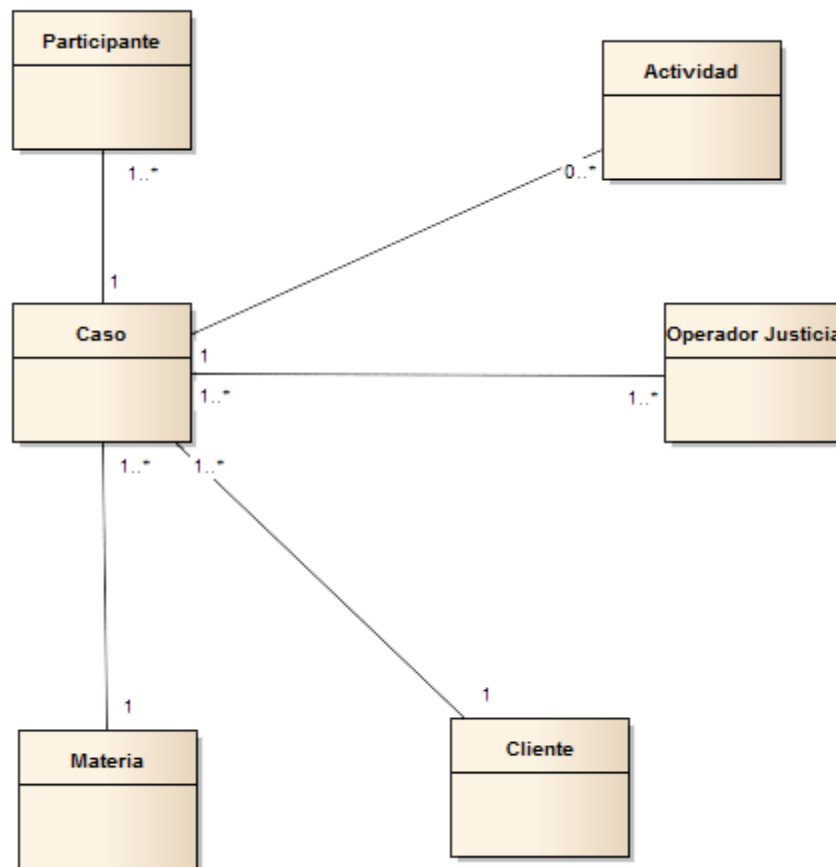 Participante
Actividad
1..*
0..*
1
Caso
Operador Justicia
1
1..*
1..*
1..*
1..*
1
1
Materia
Cliente